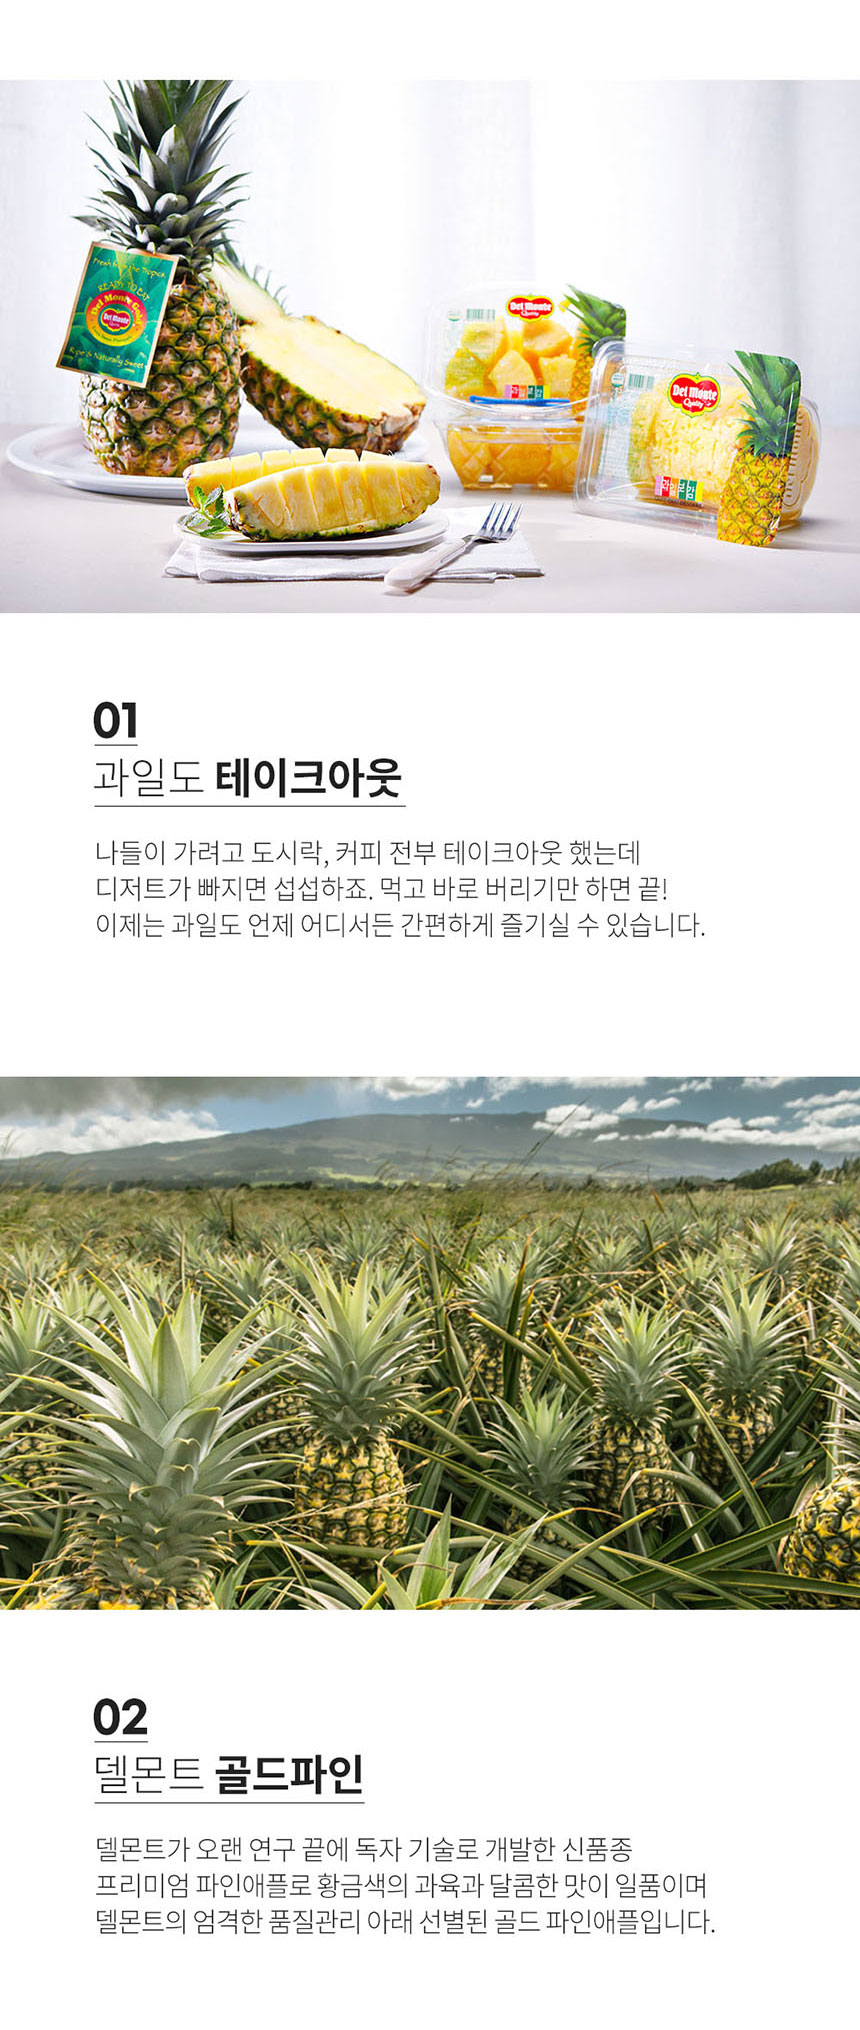 Fresh from the Tropics
READY TO EAT
Del Monte Gold
Del Monte
Quality
Ripe & Naturally Sweet
Del Monte
Quality
Del Monte
Quality
과일본감
01
과일도 테이크아웃
나들이 가려고 도시락, 커피 전부 테이크아웃 했는데
디저트가 빠지면 섭섭하죠. 먹고 바로 버리기만 하면 끝!
이제는 과일도 언제 어디서든 간편하게 즐기실 수 있습니다.
02
델몬트 골드파인
델몬트가 오랜 연구 끝에 독자 기술로 개발한 신품종
프리미엄 파인애플로 황금색의 과육과 달콤한 맛이 일품이며
델몬트의 엄격한 품질관리 아래 선별된 골드 파인애플입니다.